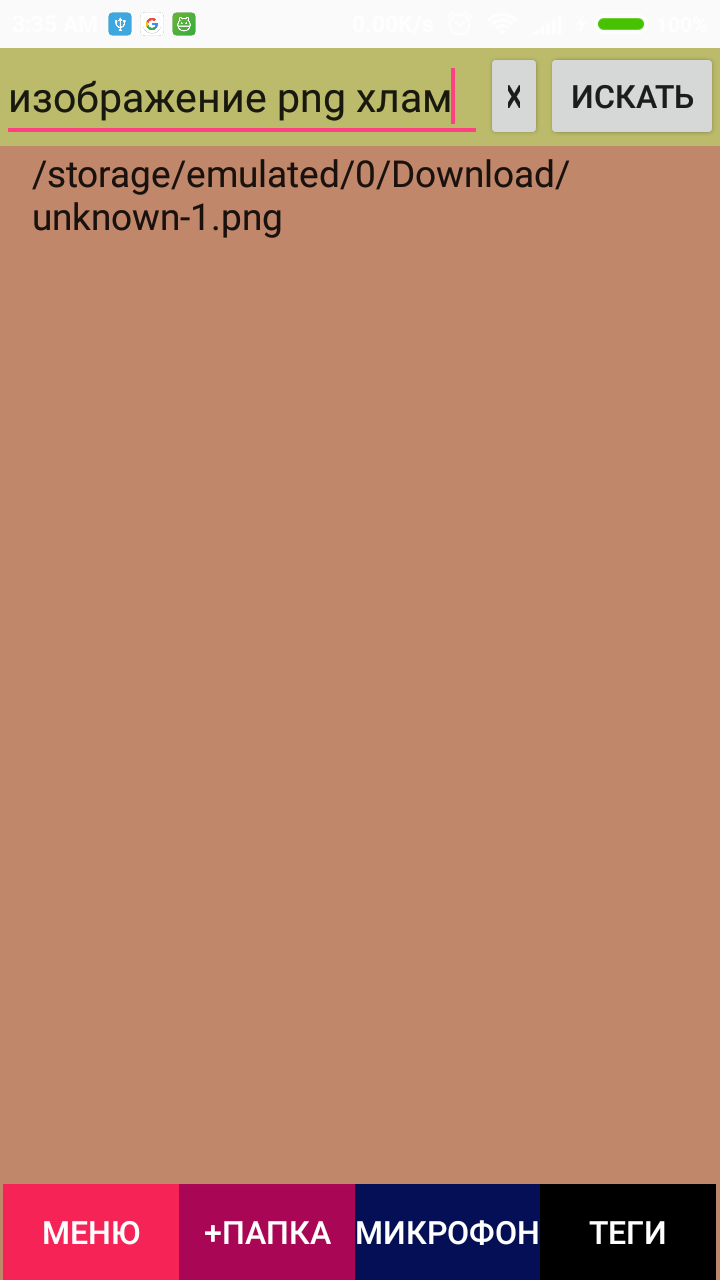 3:35 AM 0.00K/s 100%
изображение png хлам X ИСКАТЬ
/storage/emulated/0/Download/
unknown-1.png
МЕНЮ +ПАПКА МИКРОФОН ТЕГИ